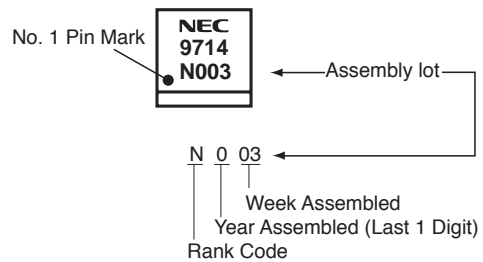 NEC
No. 1 Pin Mark
9714
N003
Assembly lot
N 0 03
Week Assembled
Year Assembled (Last 1 Digit)
Rank Code